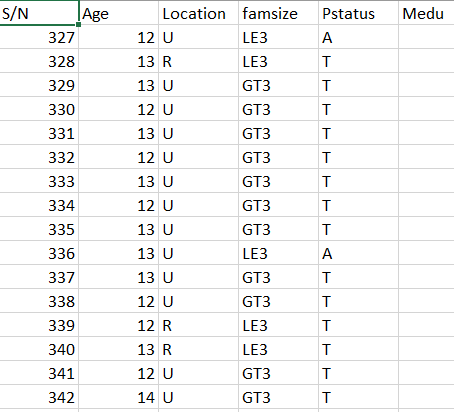 S/N Age Location famsize Pstatus Medu
327 12 U LE3 A
328 13 R LE3 T
329 13 U GT3 T
330 12 U GT3 T
331 13 U GT3 T
332 12 U GT3 T
333 13 U GT3 T
334 12 U GT3 T
335 13 U GT3 T
336 13 U LE3 A
337 13 U GT3 T
338 12 U GT3 T
339 12 R LE3 T
340 13 R LE3 T
341 12 U GT3 T
342 14 U GT3 T